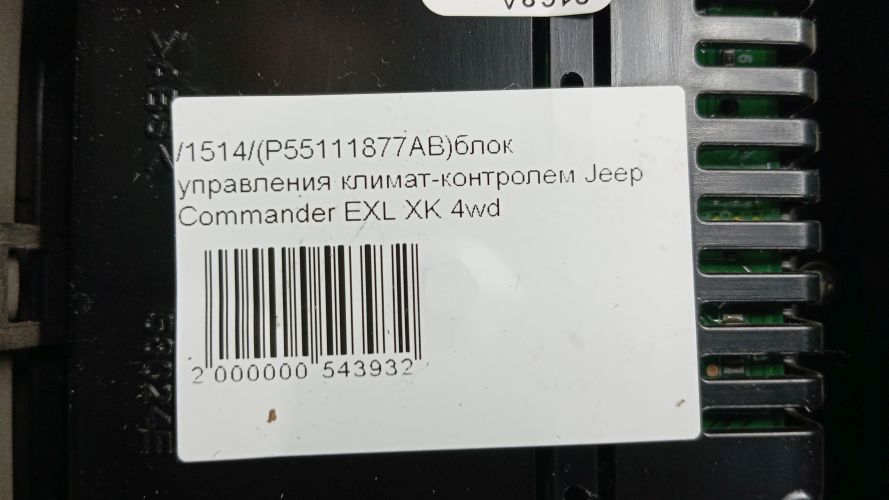 /1514/(P55111877AB)блок
управления климат-контролем Jeep
Commander EXL XK 4wd
2 000000 543932